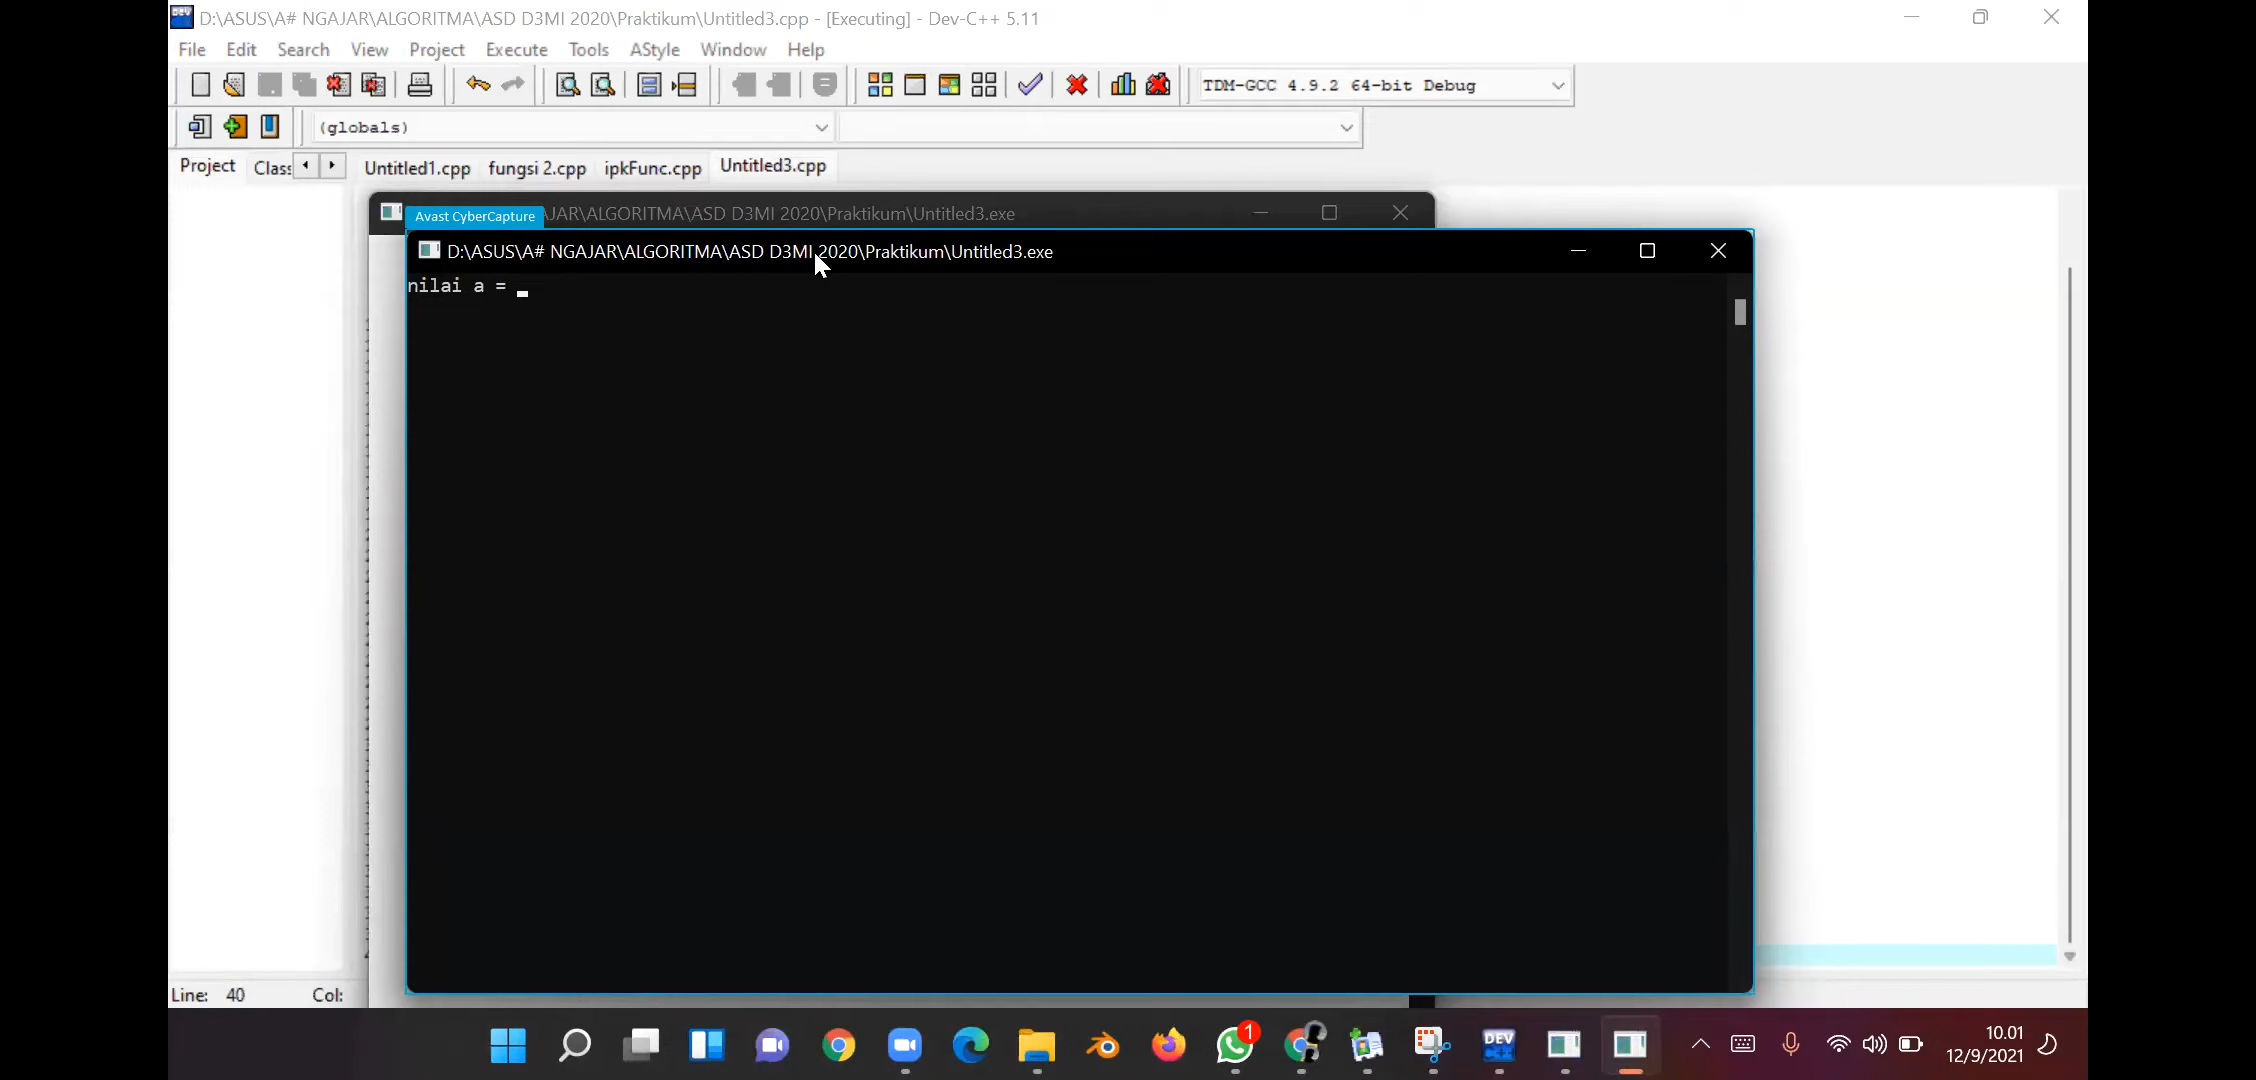 D:\ASUS\A# NGAJAR\ALGORITMA\ASD D3MI 2020\Praktikum\Untitled3.cpp - [Executing] - Dev-C++ 5.11
File Edit Search View Project Execute Tools AStyle Window Help
TDM-GCC 4.9.2 64-bit Debug
(globals)
Project Clas Untitled1.cpp fungsi 2.cpp ipkFunc.cpp Untitled3.cpp
Avast CyberCapture JAR\ALGORITMA\ASD D3MI 2020\Praktikum\Untitled3.exe
D:\ASUS\A# NGAJAR\ALGORITMA\ASD D3MI 2020\Praktikum\Untitled3.exe
nilai a = _
Line: 40 Col:
1
DEV C++
10.01
12/9/2021